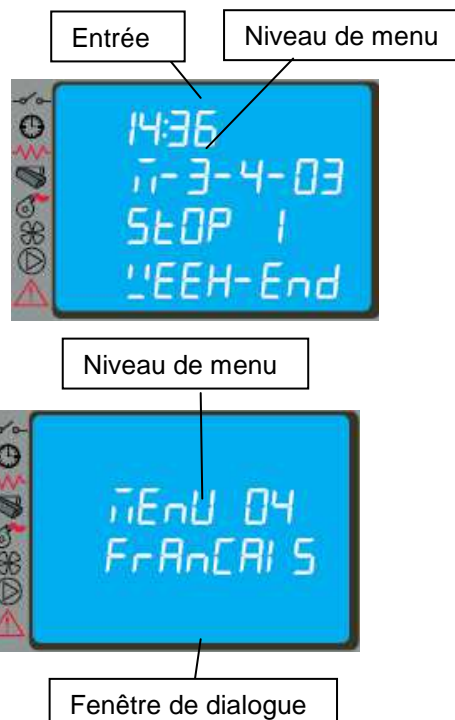 Entrée
Niveau de menu
14:36
M-3-4-03
StOP 1
WEEK-End
Niveau de menu
MEnU 04
FrAnCAI S
Fenêtre de dialogue